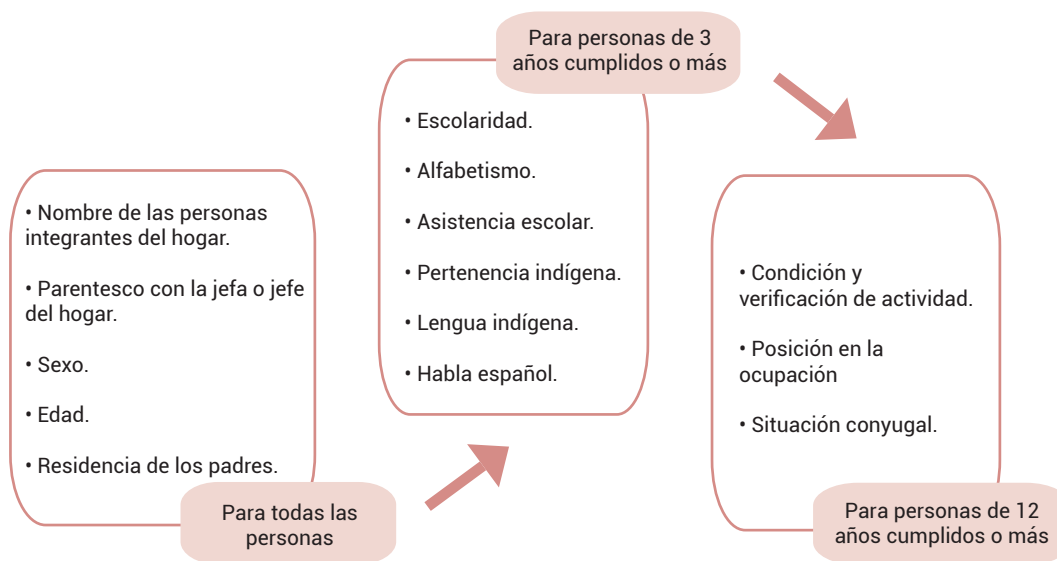 • Nombre de las personas
integrantes del hogar.
• Parentesco con la jefa o jefe
del hogar.
• Sexo.
• Edad.
• Residencia de los padres.
Para todas las
personas
Para personas de 3
años cumplidos o más
• Escolaridad.
• Alfabetismo.
• Asistencia escolar.
• Pertenencia indígena.
• Lengua indígena.
• Habla español.
• Condición y
verificación de actividad.
• Posición en la
ocupación
• Situación conyugal.
Para personas de 12
años cumplidos o más